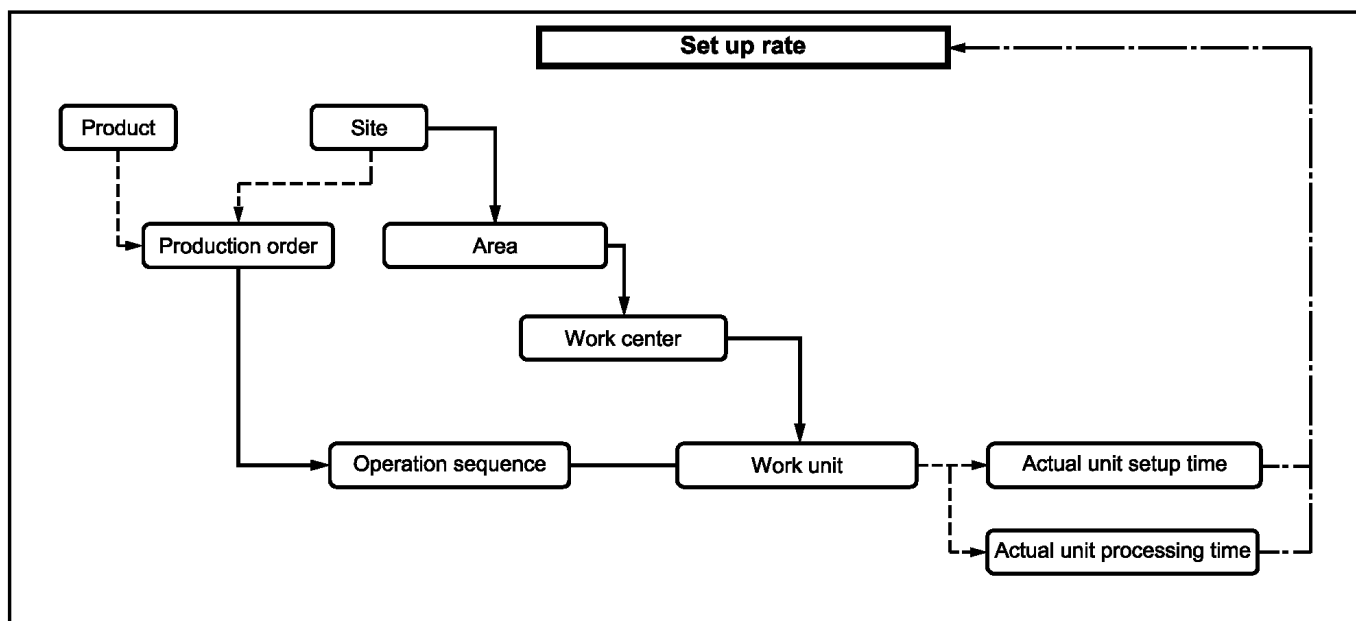 Set up rate
Product
Site
Production order
Area
Work center
Operation sequence
Work unit
Actual unit setup time
Actual unit processing time